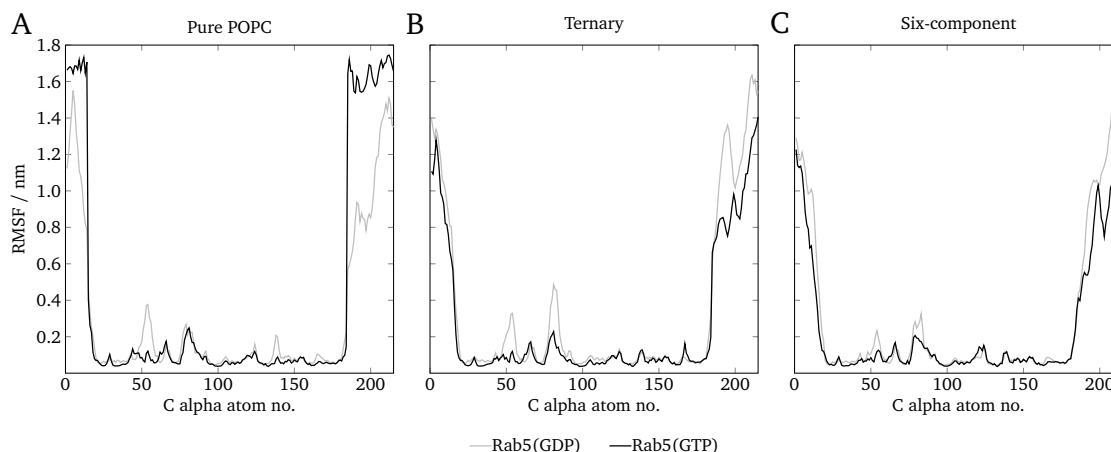 A Pure POPC
B Ternary
C Six-component
RMSF / nm
1.8
1.6
1.4
1.2
1.0
0.8
0.6
0.4
0.2
0 50 100 150 200
C alpha atom no.
0 50 100 150 200
C alpha atom no.
0 50 100 150 200
C alpha atom no.
Rab5(GDP) Rab5(GTP)